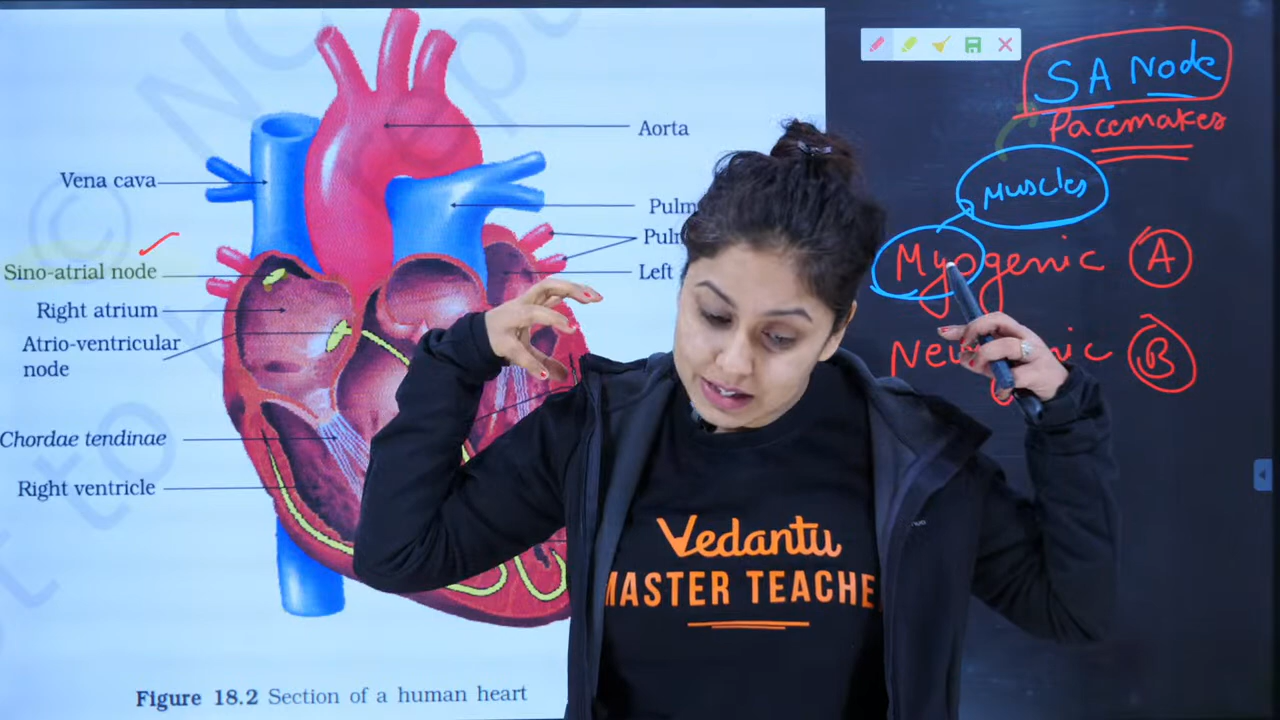 Aorta
Vena cava
Pulm
Pulm
Left
Sino-atrial node
Right atrium
Atrio-ventricular
node
Chordae tendinae
Right ventricle
Figure 18.2 Section of a human heart
SA Node
Pacemaker
Muscles
Myogenic A
B
Vedantu
MASTER TEACHE